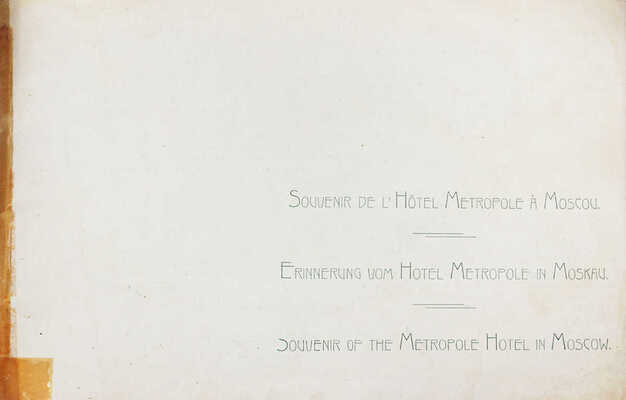 Souvenir de l'Hôtel Metropole à Moscou.
Erinnerung vom Hotel Metropole in Moskau.
Souvenir of the Metropole Hotel in Moscow.